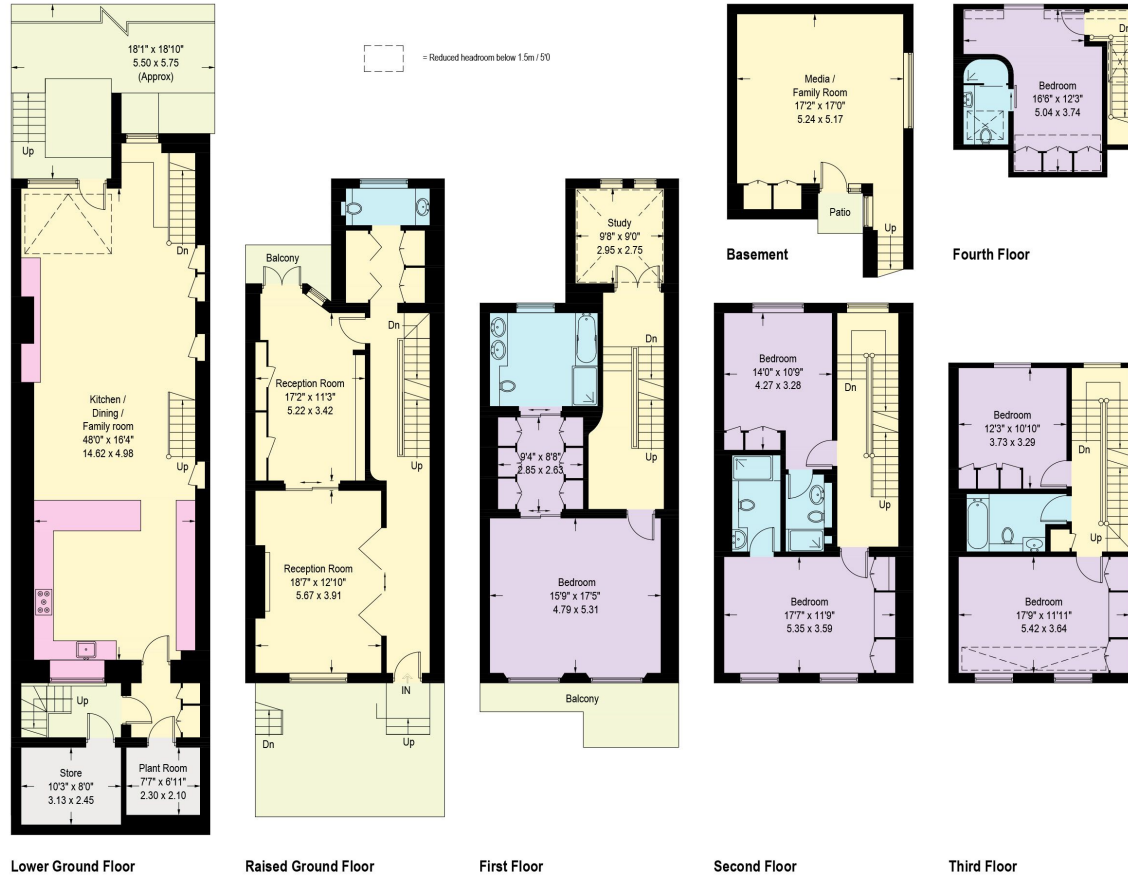 18'1" x 18'10"
5.50 x 5.75
(Approx)
Up
Dn
Kitchen /
Dining /
Family room
48'0" x 16'4"
14.62 x 4.98
Up
Up
Store
10'3" x 8'0"
3.13 x 2.45
Plant Room
7'7" x 6'11"
2.30 x 2.10
Lower Ground Floor
= Reduced headroom below 1.5m / 5'0
Balcony
Dn
Reception Room
17'2" x 11'3"
5.22 x 3.42
Up
Reception Room
18'7" x 12'10"
5.67 x 3.91
IN
Dn
Up
Raised Ground Floor
Study
9'8" x 9'0"
2.95 x 2.75
Dn
9'4" x 8'8"
2.85 x 2.63
Up
Bedroom
15'9" x 17'5"
4.79 x 5.31
Balcony
First Floor
Media /
Family Room
17'2" x 17'0"
5.24 x 5.17
Patio
Up
Basement
Bedroom
14'0" x 10'9"
4.27 x 3.28
Dn
Up
Bedroom
17'7" x 11'9"
5.35 x 3.59
Second Floor
Dn
Bedroom
16'6" x 12'3"
5.04 x 3.74
Fourth Floor
Bedroom
12'3" x 10'10"
3.73 x 3.29
Dn
Up
Bedroom
17'9" x 11'11"
5.42 x 3.64
Third Floor